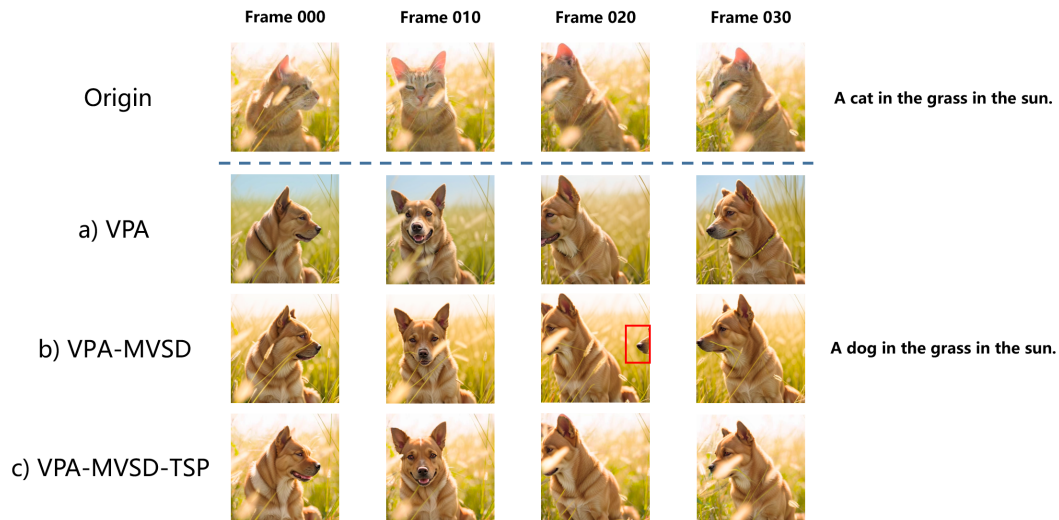 Frame 000 Frame 010 Frame 020 Frame 030
Origin
A cat in the grass in the sun.
a) VPA
b) VPA-MVSD
A dog in the grass in the sun.
c) VPA-MVSD-TSP